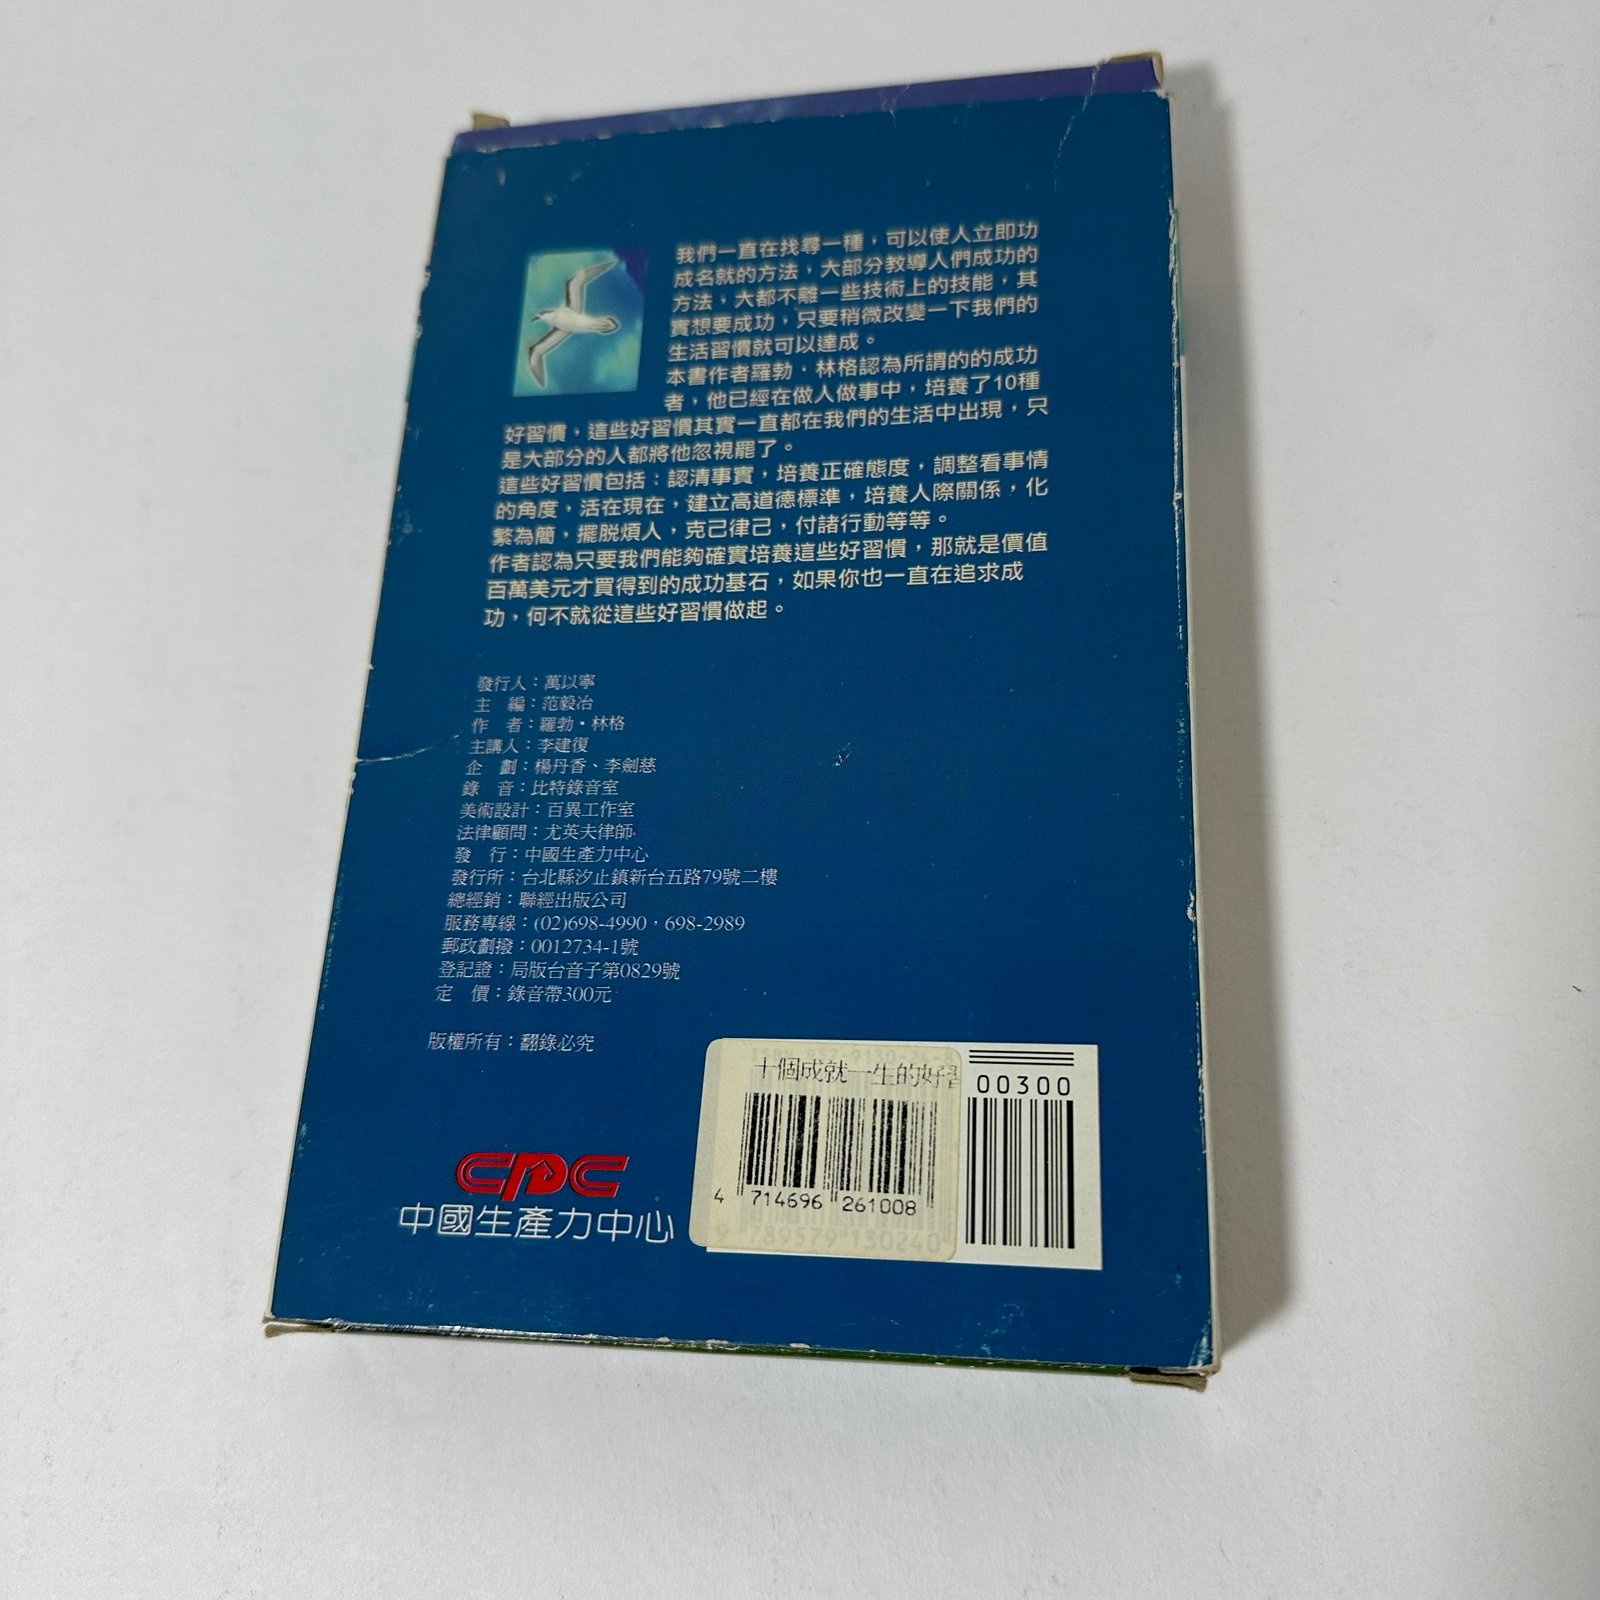 我們一直在找尋一種，可以使人立即功
成名就的方法，大部分教導人們成功的
方法，大都不離一些技術上的技能，其
實想要成功，只要稍微改變一下我們的
生活習慣就可以達成。
本書作者羅勃、林格認為所謂的的成功
者，他已經在做人做事中，培養了10種
好習慣，這些好習慣其實一直都在我們的生活中出現，只
是大部分的人都將他忽視罷了。
這些好習慣包括：認清事實，培養正確態度，調整看事情
的角度，活在現在，建立高道德標準，培養人際關係，化
繁為簡，擺脫煩人，克己律己，付諸行動等等。
作者認為只要我們能夠確實培養這些好習慣，那就是價值
百萬美元才買得到的成功基石，如果你也一直在追求成
功，何不就從這些好習慣做起。
發行人：萬以寧
主　編：范毅治
作　者：羅勃・林格
主講人：李建復
企　劃：楊丹香、李劍慈
錄　音：比特錄音室
美術設計：百異工作室
法律顧問：尤英夫律師
發　行：中國生產力中心
發行所：台北縣汐止鎮新台五路79號二樓
總經銷：聯經出版公司
服務專線：(02)698-4990，698-2989
郵政劃撥：0012734-1號
登記證：局版台音子第0829號
定　價：錄音帶300元
版權所有：翻錄必究
十個成就一生的好習
00300
4 714696 261008
9 789579 130240
CPC
中國生產力中心